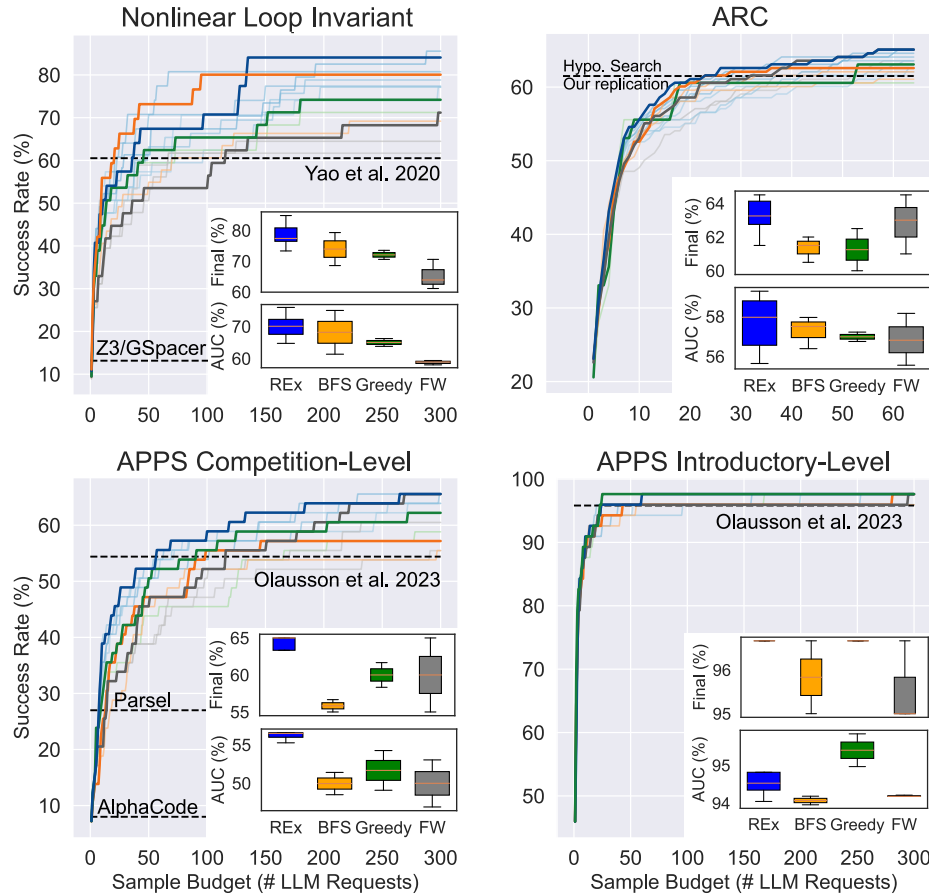 Nonlinear Loop Invariant
Success Rate (%)
80
70
60
50
40
30
20
10
Yao et al. 2020
Z3/GSpacer
Final (%)
80
70
60
AUC (%)
70
60
REx BFS Greedy FW
0 50 100 150 200 250 300
ARC
60
50
40
30
20
Hypo. Search
Our replication
Final (%)
64
62
60
AUC (%)
58
56
REx BFS Greedy FW
0 10 20 30 40 50 60
APPS Competition-Level
Success Rate (%)
60
50
40
30
20
10
Olausson et al. 2023
Parsel
AlphaCode
Final (%)
65
60
55
AUC (%)
55
50
REx BFS Greedy FW
0 50 100 150 200 250 300
Sample Budget (# LLM Requests)
APPS Introductory-Level
100
90
80
70
60
50
Olausson et al. 2023
Final (%)
96
95
AUC (%)
95
94
REx BFS Greedy FW
0 50 100 150 200 250 300
Sample Budget (# LLM Requests)